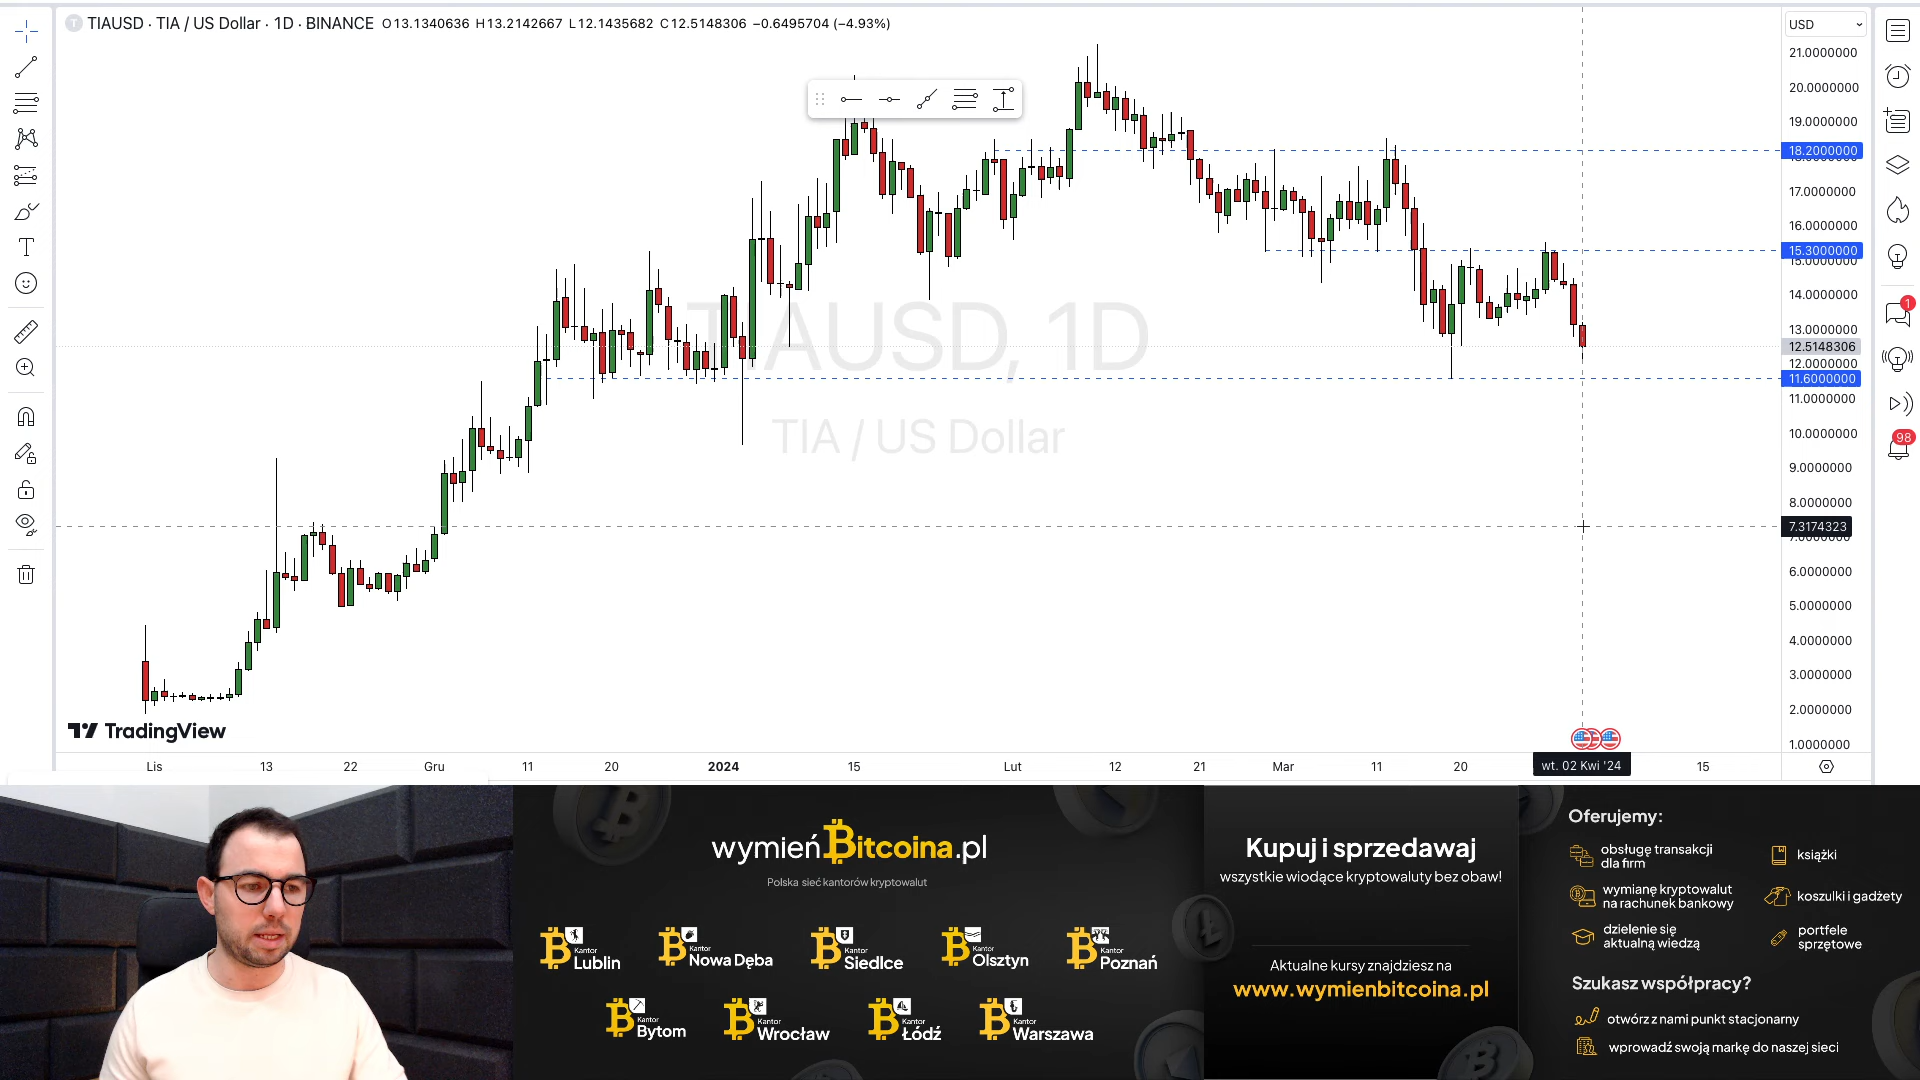 TIAUSD · TIA / US Dollar · 1D · BINANCE O13.1340636 H13.2142667 L12.1435682 C12.5148306 −0.6495704 (−4.93%)
USD
21.0000000
20.0000000
19.0000000
18.2000000
17.0000000
16.0000000
15.3000000
15.0000000
14.0000000
13.0000000
12.5148306
12.0000000
11.6000000
11.0000000
10.0000000
9.0000000
8.0000000
7.3174323
6.0000000
5.0000000
4.0000000
3.0000000
2.0000000
1.0000000
1
98
TIAUSD, 1D
TIA / US Dollar
TradingView
Lis 13 22 Gru 11 20 2024 15 Lut 12 21 Mar 11 20 wt. 02 Kwi '24 15
wymieńBitcoina.pl
Polska sieć kantorów kryptowalut
Kantor Lublin
Kantor Nowa Dęba
Kantor Siedlce
Kantor Olsztyn
Kantor Poznań
Kantor Bytom
Kantor Wrocław
Kantor Łódź
Kantor Warszawa
Kupuj i sprzedawaj
wszystkie wiodące kryptowaluty bez obaw!
Aktualne kursy znajdziesz na
www.wymienbitcoina.pl
Oferujemy:
obsługę transakcji
dla firm
wymianę kryptowalut
na rachunek bankowy
dzielenie się
aktualną wiedzą
książki
koszulki i gadżety
portfele
sprzętowe
Szukasz współpracy?
otwórz z nami punkt stacjonarny
wprowadź swoją markę do naszej sieci